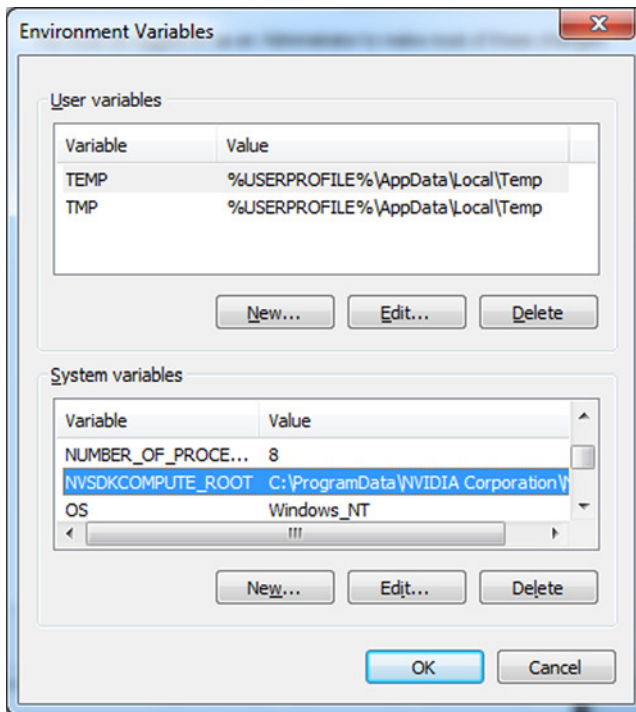 Environment Variables
User variables
Variable Value
TEMP %USERPROFILE%\AppData\Local\Temp
TMP %USERPROFILE%\AppData\Local\Temp
New... Edit... Delete
System variables
Variable Value
NUMBER_OF_PROCE... 8
NVSDKCOMPUTE_ROOT C:\ProgramData\NVIDIA Corporation\
OS Windows_NT
New... Edit... Delete
OK Cancel